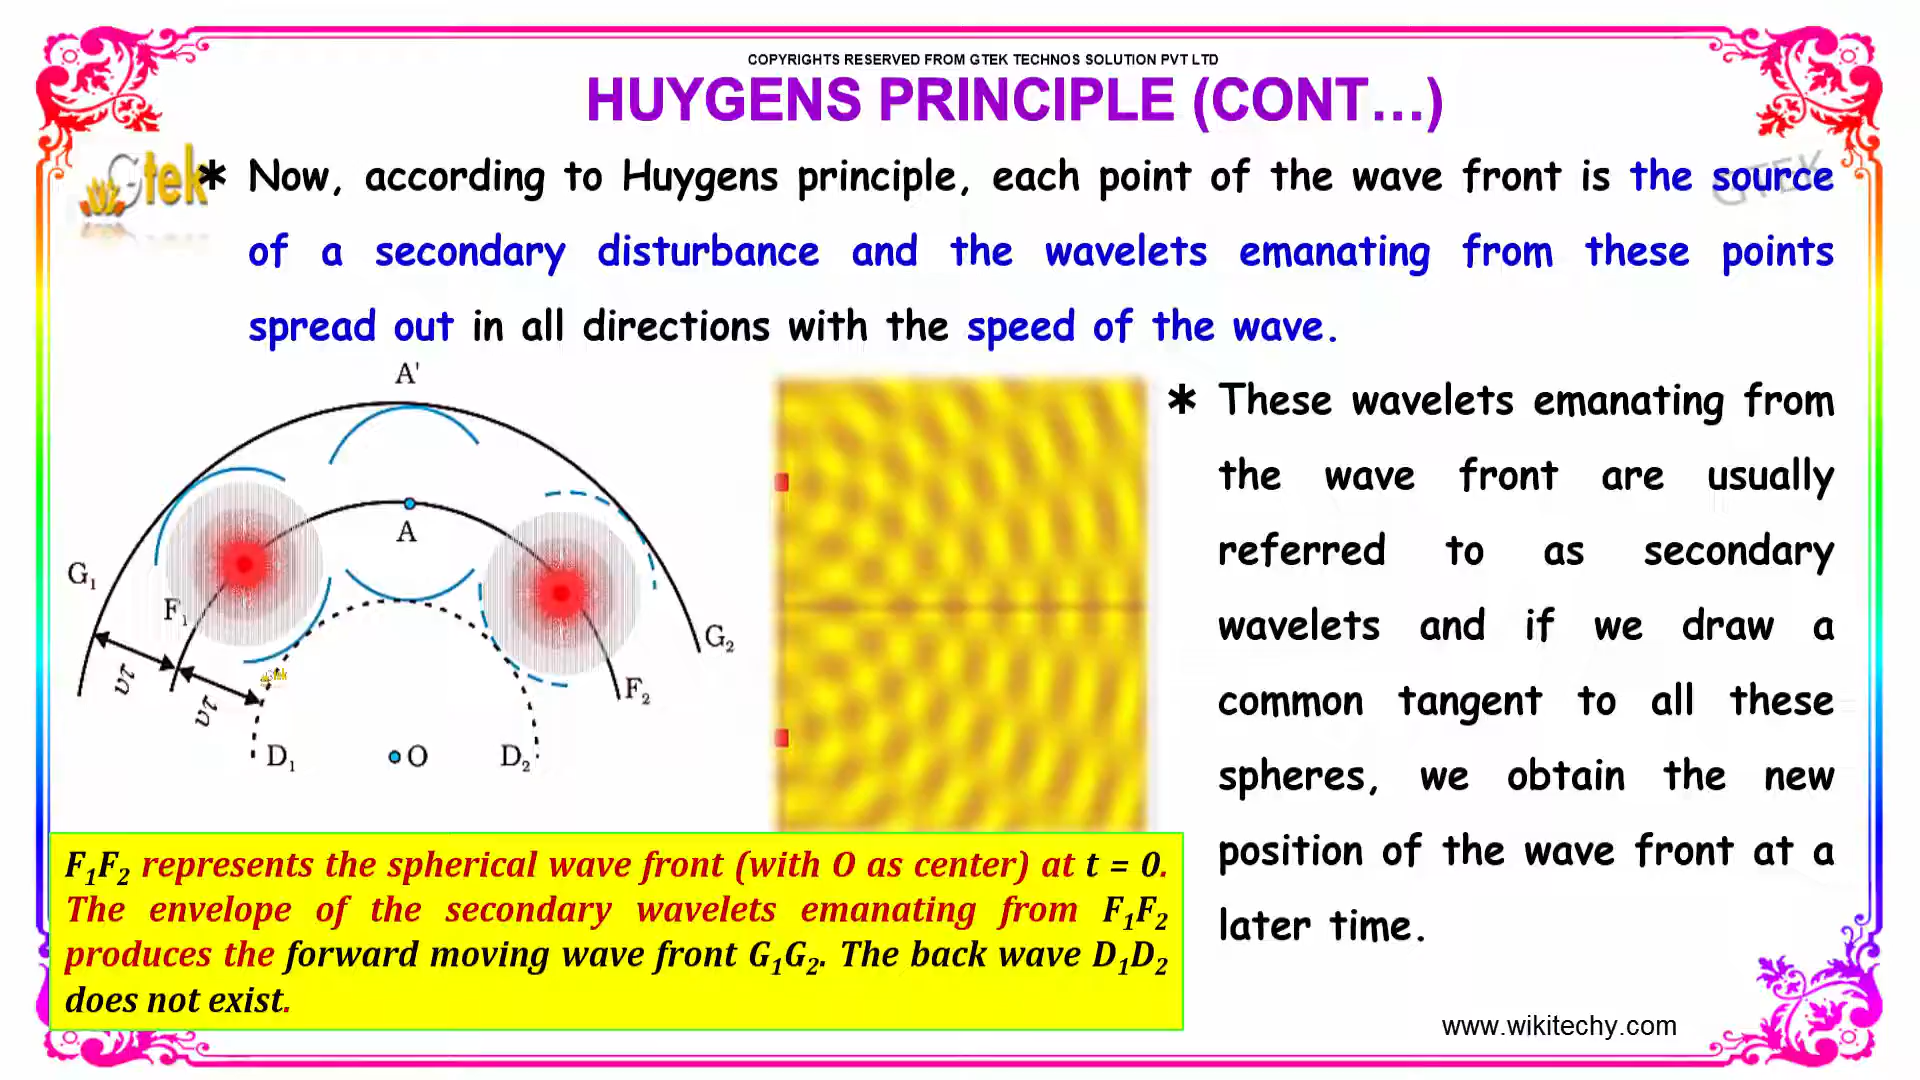 COPYRIGHTS RESERVED FROM GTEK TECHNOS SOLUTION PVT LTD
HUYGENS PRINCIPLE (CONT…)
Gtek
GTEK
* Now, according to Huygens principle, each point of the wave front is the source
of a secondary disturbance and the wavelets emanating from these points
spread out in all directions with the speed of the wave.
A'
A
G₁
F₁
G₂
F₂
vτ
vτ
D₁
O
D₂
* These wavelets emanating from
the wave front are usually
referred to as secondary
wavelets and if we draw a
common tangent to all these
spheres, we obtain the new
position of the wave front at a
later time.
F₁F₂ represents the spherical wave front (with O as center) at t = 0.
The envelope of the secondary wavelets emanating from F₁F₂
produces the forward moving wave front G₁G₂. The back wave D₁D₂
does not exist.
www.wikitechy.com